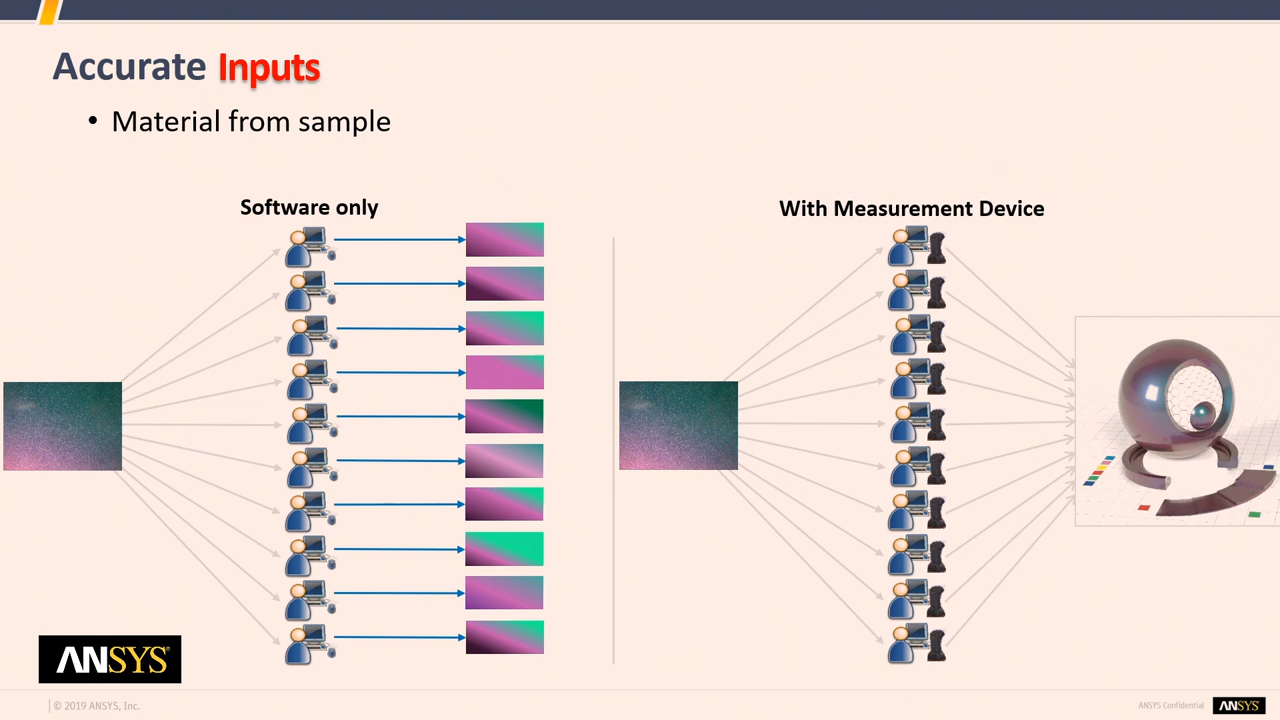 Accurate Inputs
• Material from sample
Software only
With Measurement Device
ANSYS®
© 2019 ANSYS, Inc.
ANSYS Confidential
ANSYS